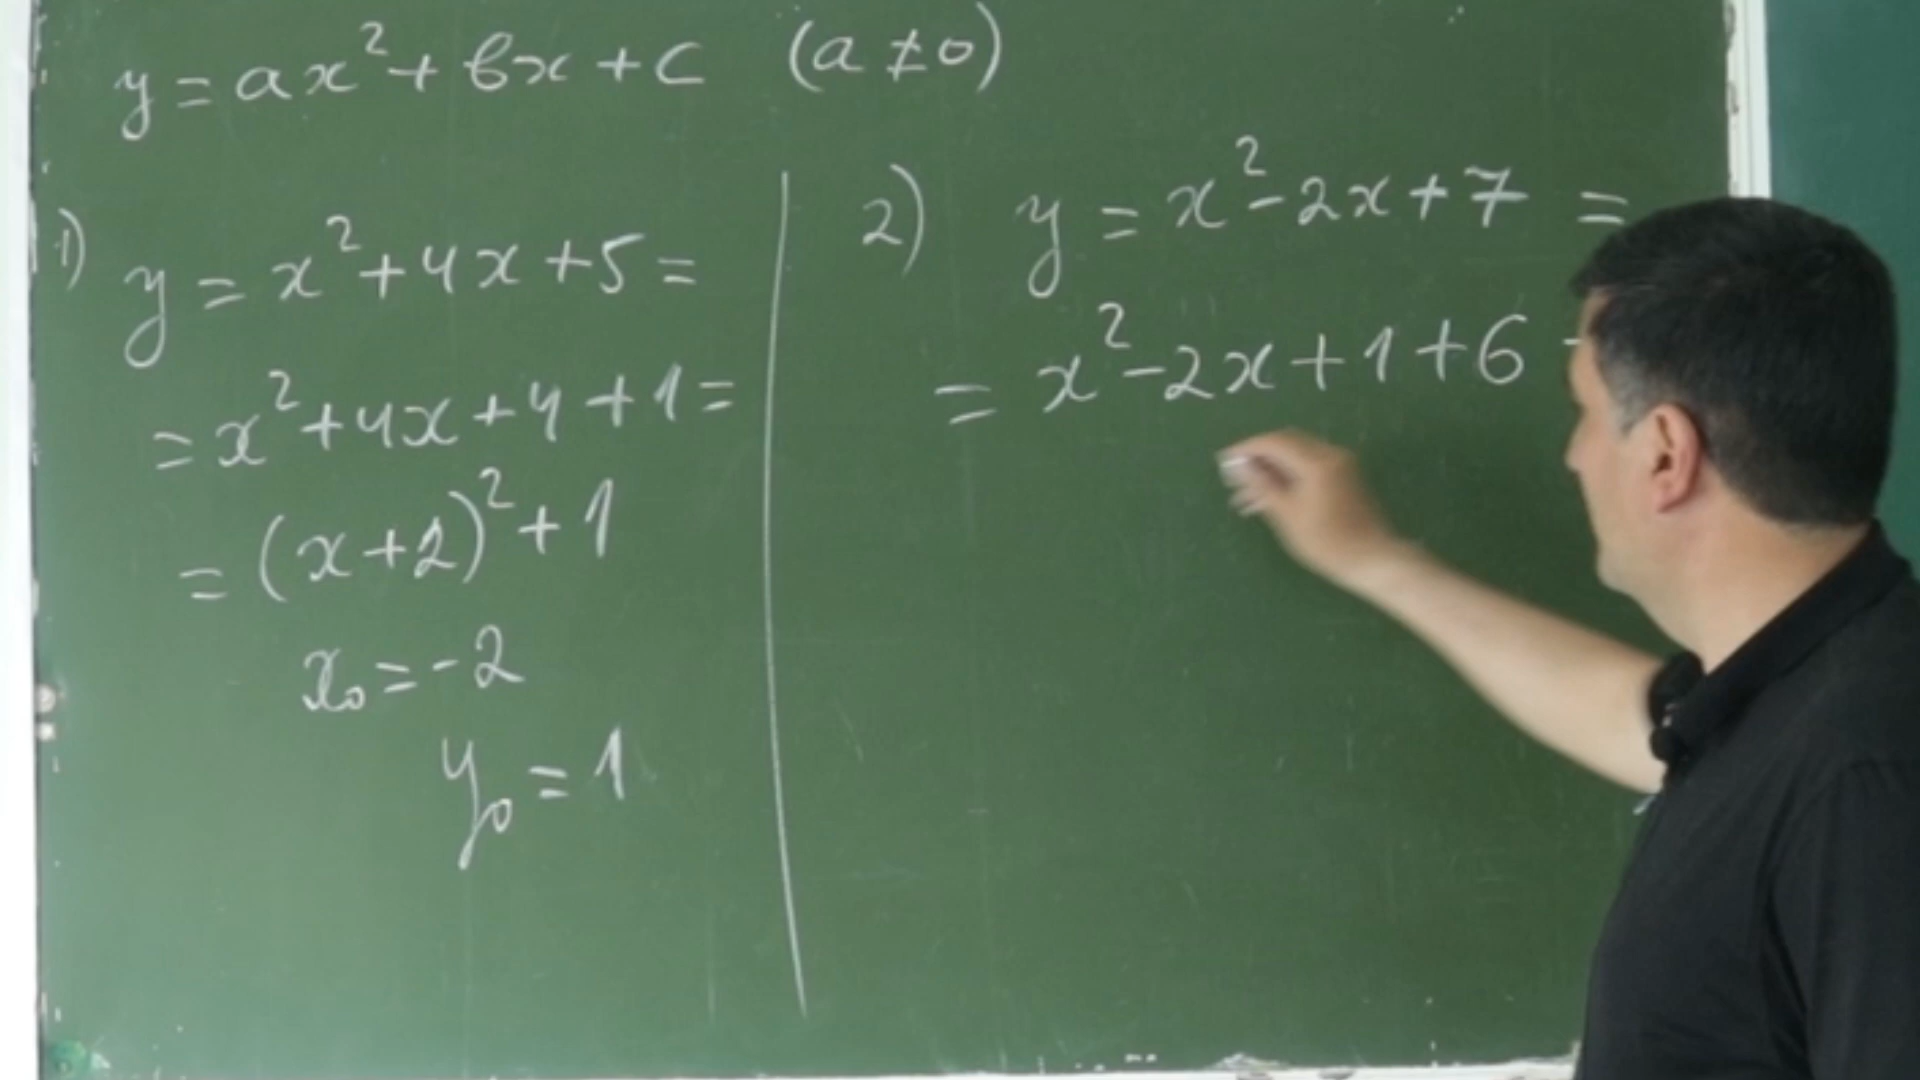 y = ax² + bx + c (a ≠ 0)
1) y = x² + 4x + 5 =
= x² + 4x + 4 + 1 =
= (x + 2)² + 1
x₀ = -2
y₀ = 1
2) y = x² - 2x + 7 =
= x² - 2x + 1 + 6